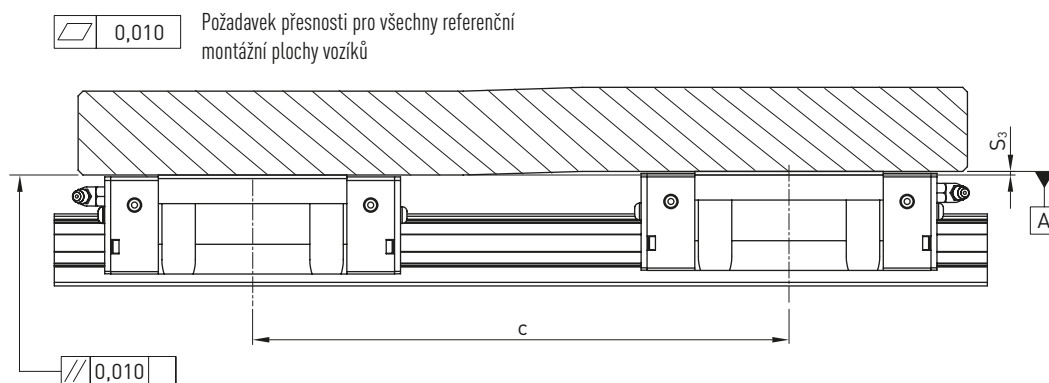 0,010
Požadavek přesnosti pro všechny referenční
montážní plochy vozíků
S₃
A
c
0,010